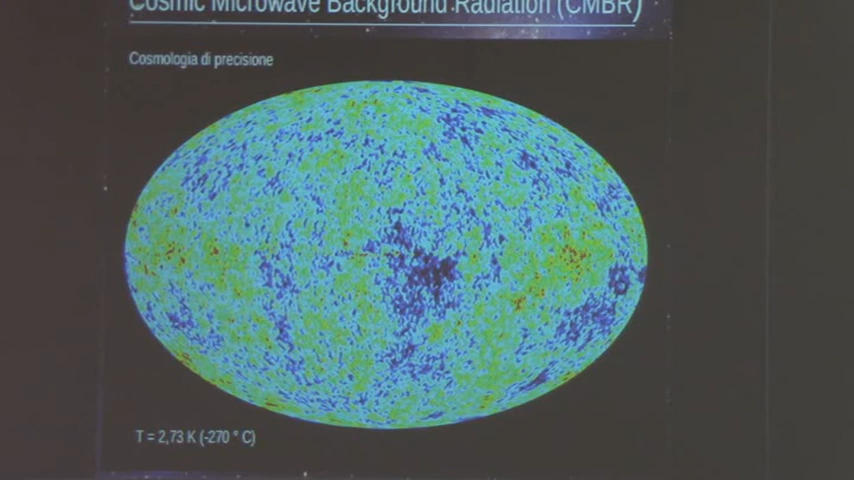 Cosmic Microwave Background Radiation (CMBR)
Cosmologia di precisione
T = 2,73 K (-270 ° C)